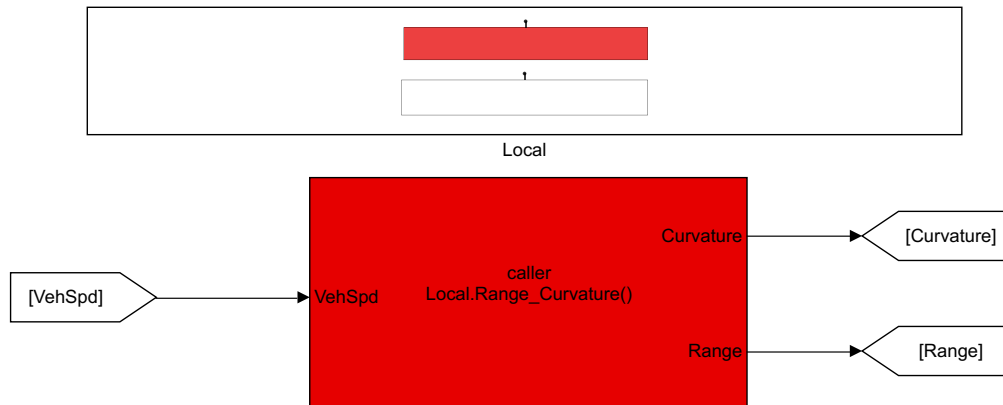 Local
Curvature
[Curvature]
caller
[VehSpd]
VehSpd
Local.Range_Curvature()
Range
[Range]